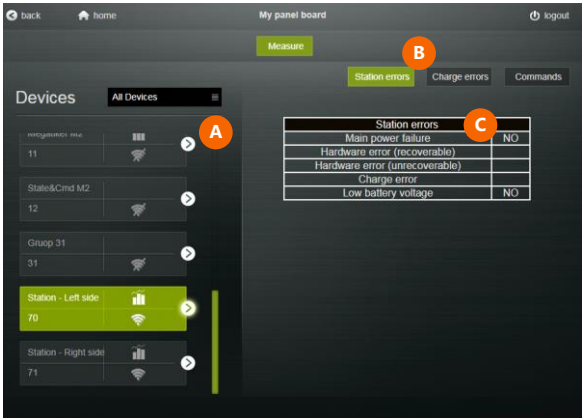 back home My panel board logout
Measure
B
Station errors Charge errors Commands
Devices All Devices
A
C
Station errors
Main power failure NO
Hardware error (recoverable)
Hardware error (unrecoverable)
Charge error
Low battery voltage NO
M2
11
State&Cmd M2
12
Gruop 31
31
Station - Left side
70
Station - Right side
71